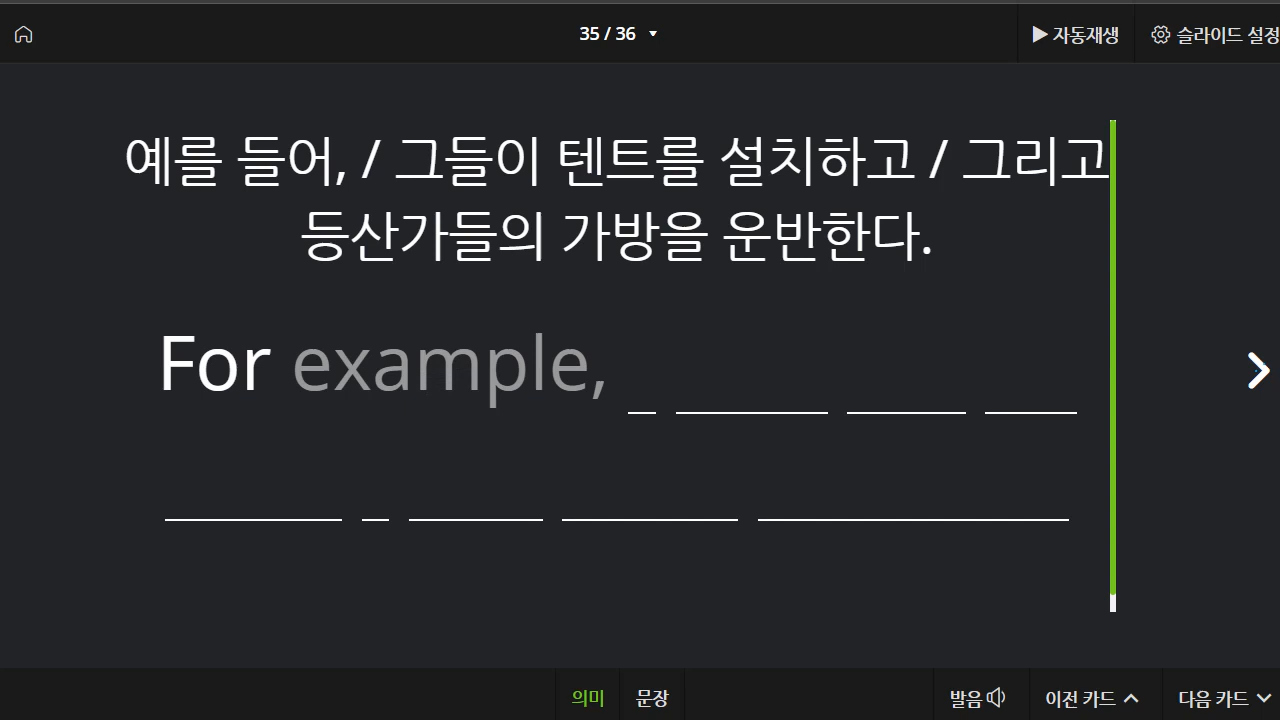 35 / 36
자동재생
슬라이드 설정
예를 들어, / 그들이 텐트를 설치하고 / 그리고
등산가들의 가방을 운반한다.
For example,
의미
문장
발음
이전 카드
다음 카드